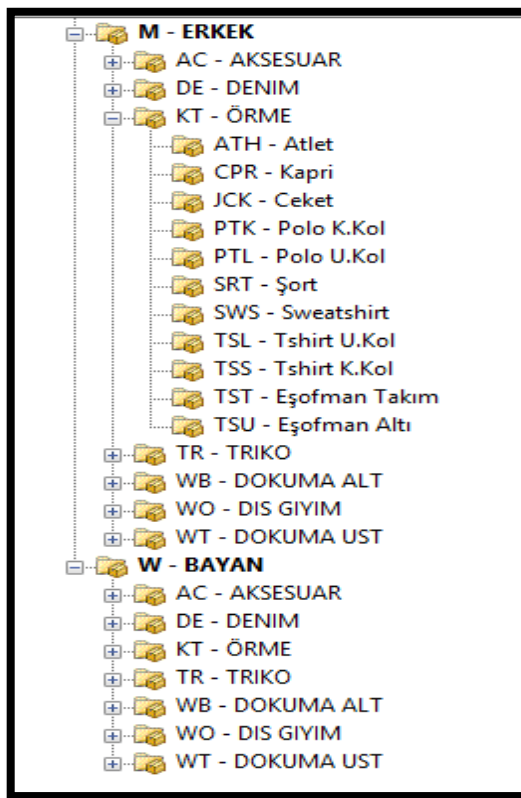 M - ERKEK
AC - AKSESUAR
DE - DENIM
KT - ÖRME
ATH - Atlet
CPR - Kapri
JCK - Ceket
PTK - Polo K.Kol
PTL - Polo U.Kol
SRT - Şort
SWS - Sweatshirt
TSL - Tshirt U.Kol
TSS - Tshirt K.Kol
TST - Eşofman Takım
TSU - Eşofman Altı
TR - TRIKO
WB - DOKUMA ALT
WO - DIS GIYIM
WT - DOKUMA UST
W - BAYAN
AC - AKSESUAR
DE - DENIM
KT - ÖRME
TR - TRIKO
WB - DOKUMA ALT
WO - DIS GIYIM
WT - DOKUMA UST